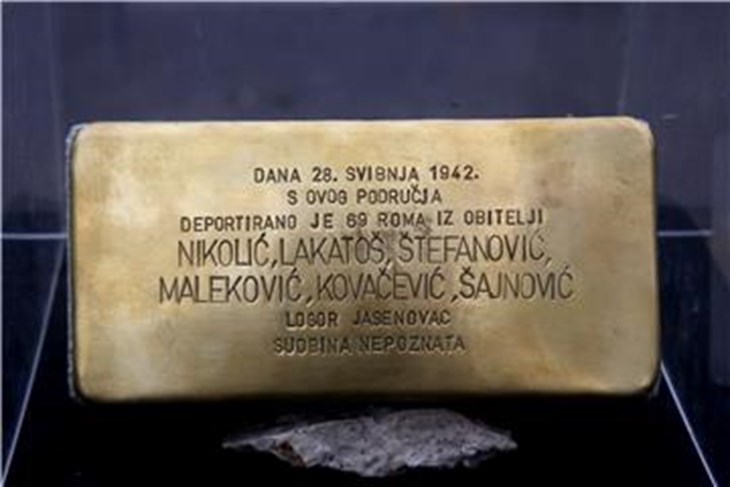 DANA 28. SVIBNJA 1942.
S OVOG PODRUČJA
DEPORTIRANO JE 69 ROMA IZ OBITELJI
NIKOLIĆ, LAKATOŠ, ŠTEFANOVIĆ,
MALEKOVIĆ, KOVAČEVIĆ, ŠAJNOVIĆ
LOGOR JASENOVAC
SUDBINA NEPOZNATA